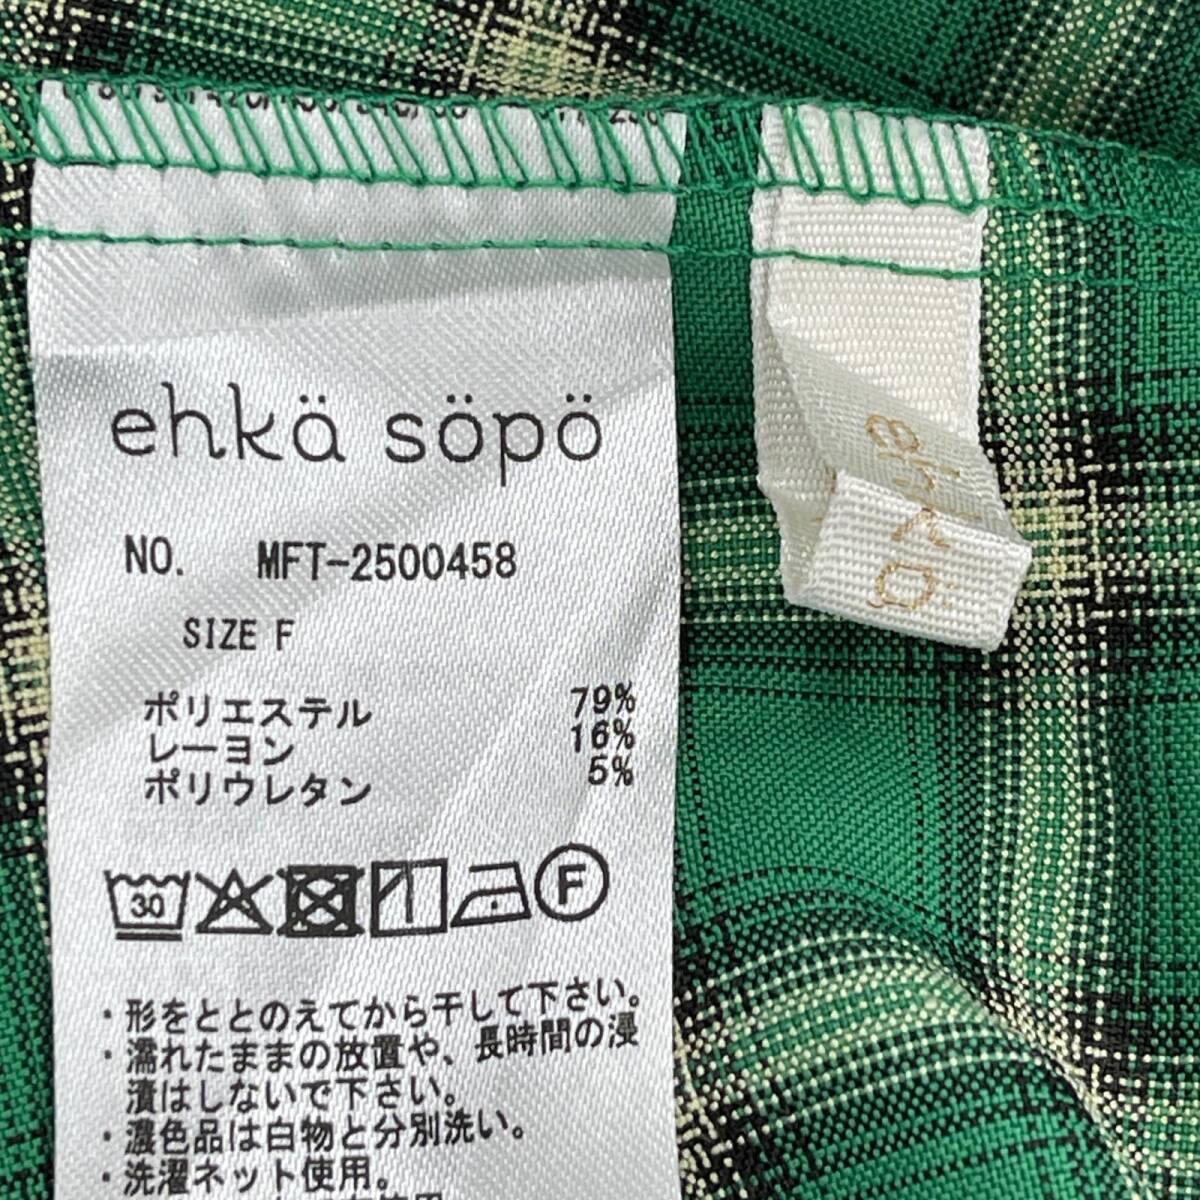 ehkä söpö
NO. MFT-2500458
SIZE F
ポリエステル 79%
レーヨン 16%
ポリウレタン 5%
30
F
・形をととのえてから干して下さい。
・濡れたままの放置や、長時間の浸
漬はしないで下さい。
・濃色品は白物と分別洗い。
・洗濯ネット使用。